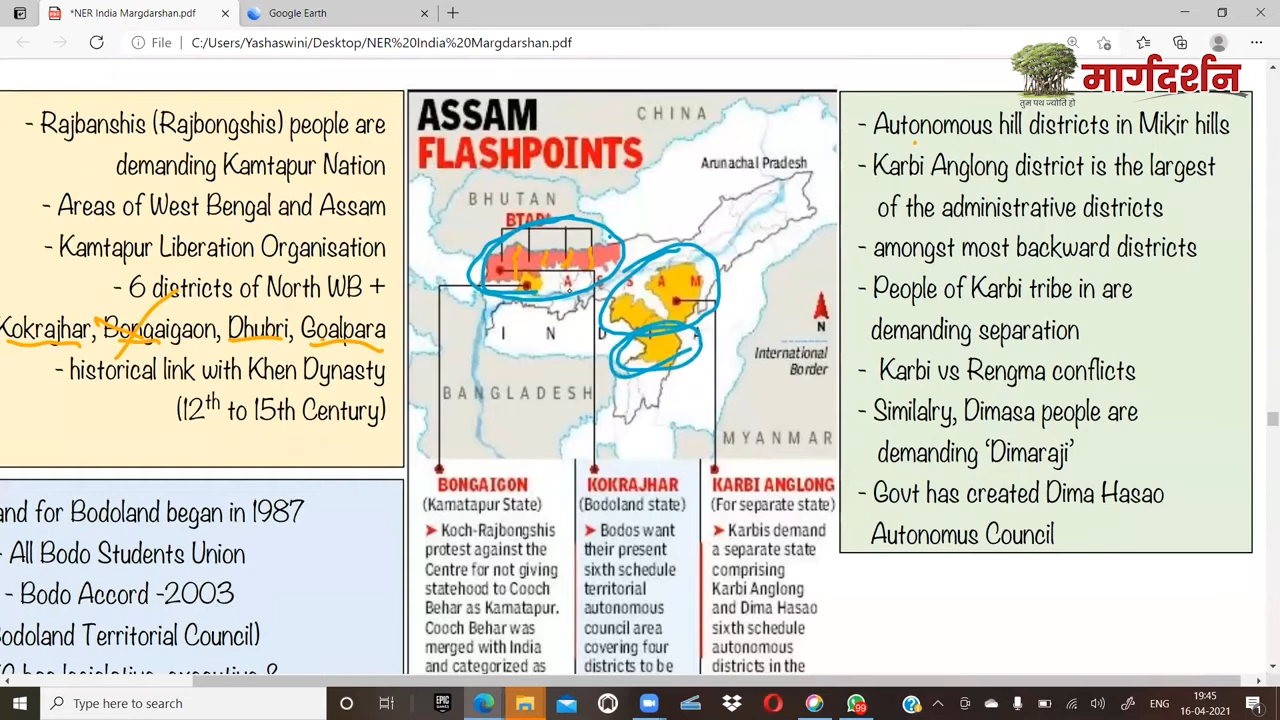 *NER India Margdarshan.pdf
Google Earth
File
C:/Users/Yashaswini/Desktop/NER%20India%20Margdarshan.pdf
मार्गदर्शन
तुम पथ ज्योति हो
- Rajbanshis (Rajbongshis) people are
demanding Kamtapur Nation
- Areas of West Bengal and Assam
- Kamtapur Liberation Organisation
- 6 districts of North WB +
Kokrajhar, Bongaigaon, Dhubri, Goalpara
- historical link with Khen Dynasty
(12th to 15th Century)
and for Bodoland began in 1987
- All Bodo Students Union
- Bodo Accord -2003
odoland Territorial Council)
ASSAM
FLASHPOINTS
CHINA
Arunachal Pradesh
BHUTAN
A S S A M
I N D I A
N
International
Border
BANGLADESH
MYANMAR
BONGAIGON
(Kamatapur State)
➤ Koch-Rajbongshis
protest against the
Centre for not giving
statehood to Cooch
Behar as Kamatapur.
Cooch Behar was
merged with India
and categorized as
KOKRAJHAR
(Bodoland state)
➤ Bodos want
their present
sixth schedule
territorial
autonomous
council area
covering four
districts to be
KARBI ANGLONG
(For separate state)
➤ Karbis demand
a separate state
comprising
Karbi Anglong
and Dima Hasao
sixth schedule
autonomous
districts in the
- Autonomous hill districts in Mikir hills
- Karbi Anglong district is the largest
of the administrative districts
- amongst most backward districts
- People of Karbi tribe in are
demanding separation
- Karbi vs Rengma conflicts
- Similalry, Dimasa people are
demanding 'Dimaraji'
- Govt has created Dima Hasao
Autonomus Council
Type here to search
EPIC
GAMES
99
ENG
19:45
16-04-2021
1